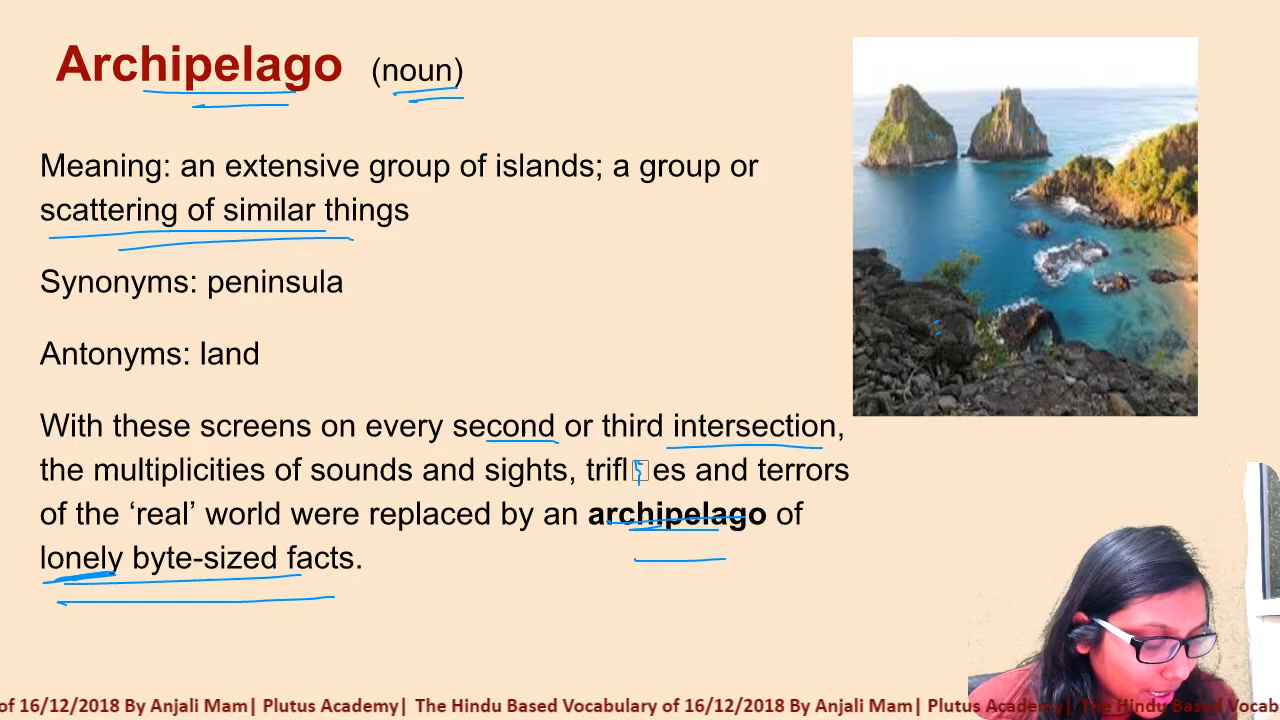 Archipelago (noun)
Meaning: an extensive group of islands; a group or
scattering of similar things
Synonyms: peninsula
Antonyms: land
With these screens on every second or third intersection,
the multiplicities of sounds and sights, trifl es and terrors
of the ‘real’ world were replaced by an archipelago of
lonely byte-sized facts.
of 16/12/2018 By Anjali Mam| Plutus Academy| The Hindu Based Vocabulary of 16/12/2018 By Anjali Mam| Plutus Academy| The Hindu Based Vocab